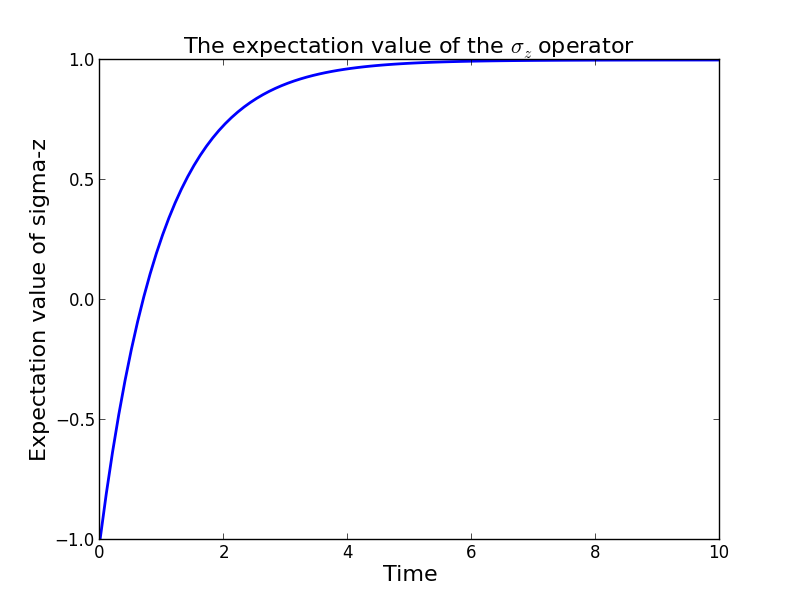 The expectation value of the σz operator
1.0
0.5
0.0
−0.5
−1.0
0 2 4 6 8 10
Expectation value of sigma-z
Time